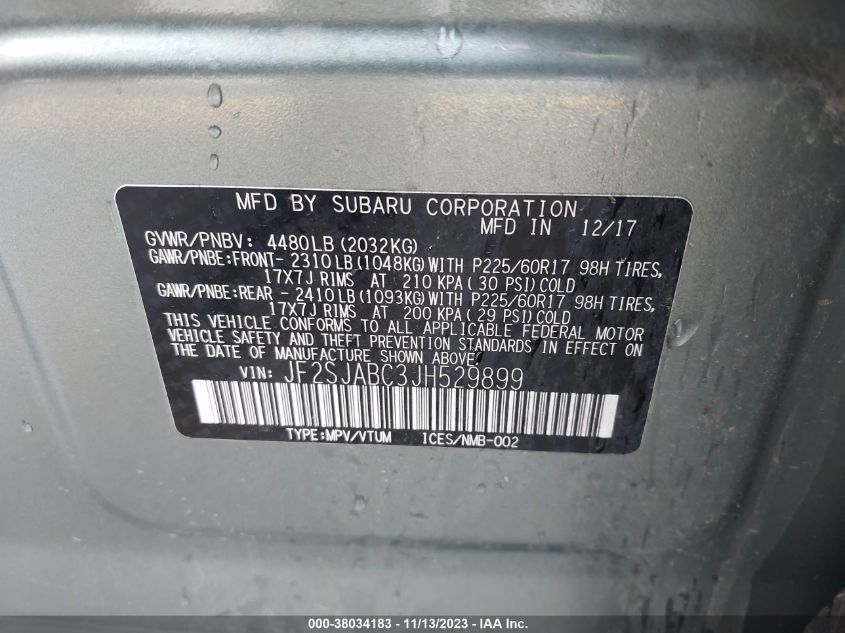 MFD BY SUBARU CORPORATION
MFD IN 12/17
GVWR/PNBV: 4480LB(2032KG)
GAWR/PNBE:FRONT- 2310LB(1048KG)WITH P225/60R17 98H TIRES,
17X7J RIMS AT 210 KPA(30 PSI)COLD
GAWR/PNBE:REAR - 2410LB(1093KG)WITH P225/60R17 98H TIRES,
17X7J RIMS AT 200 KPA(29 PSI)COLD
THIS VEHICLE CONFORMS TO ALL APPLICABLE FEDERAL MOTOR
VEHICLE SAFETY AND THEFT PREVENTION STANDARDS IN EFFECT ON
THE DATE OF MANUFACTURE SHOWN ABOVE.
VIN: JF2SJABC3JH529899
TYPE:MPV/VTUM ICES/NMB-002
000-38034183 - 11/13/2023 - IAA Inc.